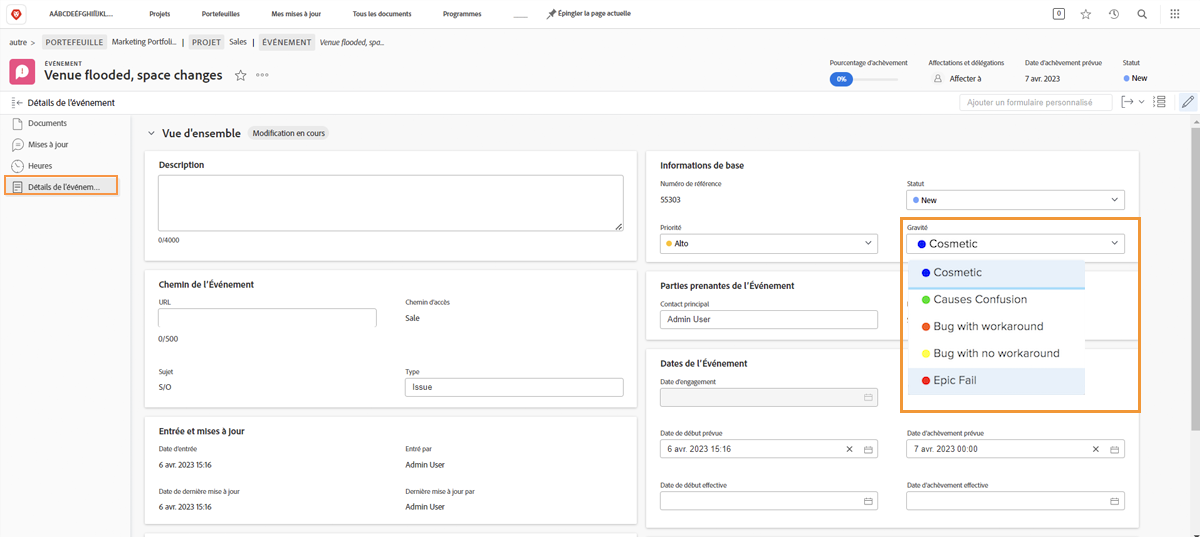 AÁBCDEÉFGHIÍJKL... Projets Portefeuilles Mes mises à jour Tous les documents Programmes Épingler la page actuelle 0
autre > PORTEFEUILLE Marketing Portfoli... | PROJET Sales | ÉVÉNEMENT Venue flooded, spa...
ÉVÉNEMENT
Venue flooded, space changes
Pourcentage d'achèvement
0%
Affectations et délégations
Affecter à
Date d'achèvement prévue
7 avr. 2023
Statut
New
Détails de l'événement
Ajouter un formulaire personnalisé
Documents
Mises à jour
Heures
Détails de l'événem...
Vue d'ensemble Modification en cours
Description
0/4000
Chemin de l'Événement
URL
0/500
Chemin d'accès
Sale
Sujet
S/O
Type
Issue
Entrée et mises à jour
Date d'entrée
6 avr. 2023 15:16
Entré par
Admin User
Date de dernière mise à jour
6 avr. 2023 15:16
Dernière mise à jour par
Admin User
Informations de base
Numéro de référence
55303
Statut
New
Priorité
Alto
Gravité
Cosmetic
Cosmetic
Causes Confusion
Bug with workaround
Bug with no workaround
Epic Fail
Parties prenantes de l'Événement
Contact principal
Admin User
Dates de l'Événement
Date d'engagement
Date de début prévue
6 avr. 2023 15:16
Date d'achèvement prévue
7 avr. 2023 00:00
Date de début effective
Date d'achèvement effective